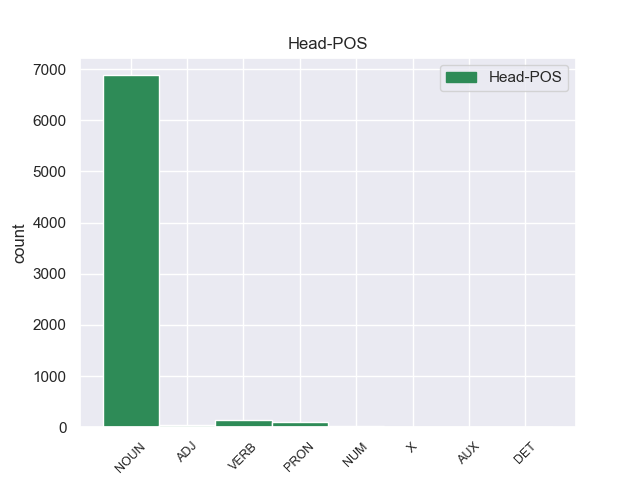 Head-POS
Head-POS
7000
6000
5000
4000
3000
2000
1000
0
count
NOUN
ADJ
VERB
PRON
NUM
X
AUX
DET